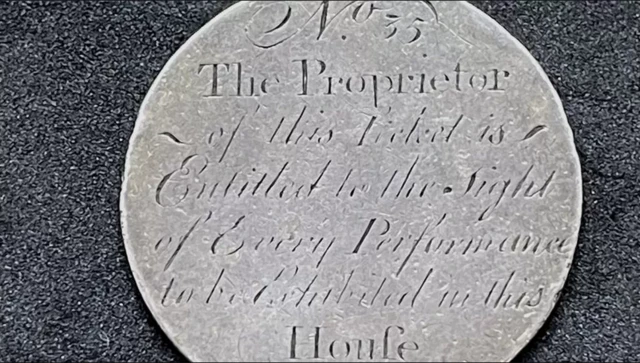 No. 35
The Proprietor
of this Ticket is
Entitled to the Sight
of Every Performance
to be Exhibited in this
Houſe